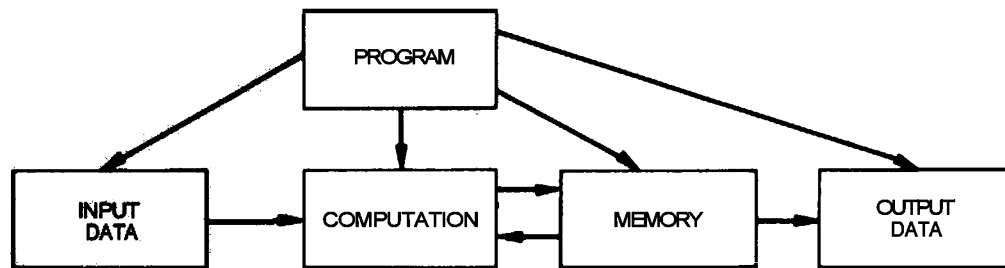 PROGRAM
INPUT
DATA
COMPUTATION
MEMORY
OUTPUT
DATA